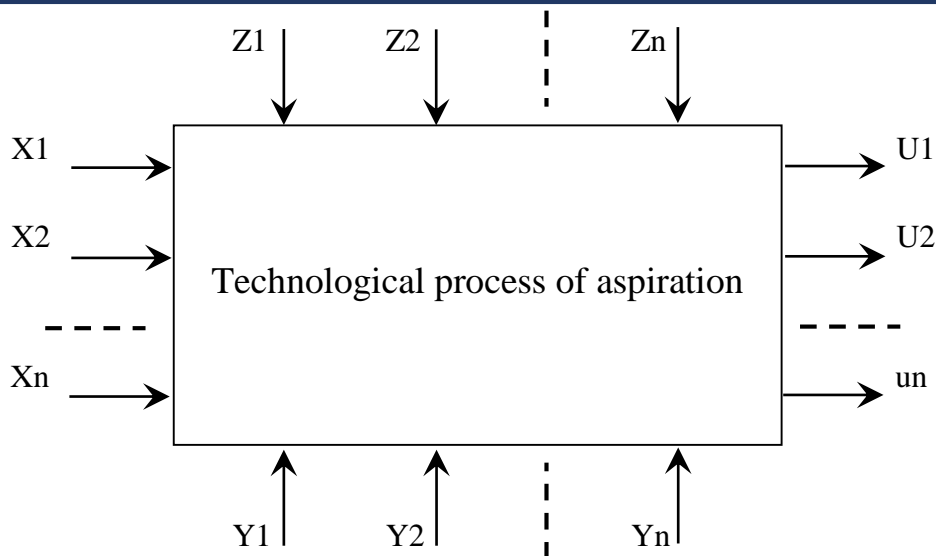 Z1 Z2 Zn
X1 U1
X2 U2
Technological process of aspiration
Xn un
Y1 Y2 Yn